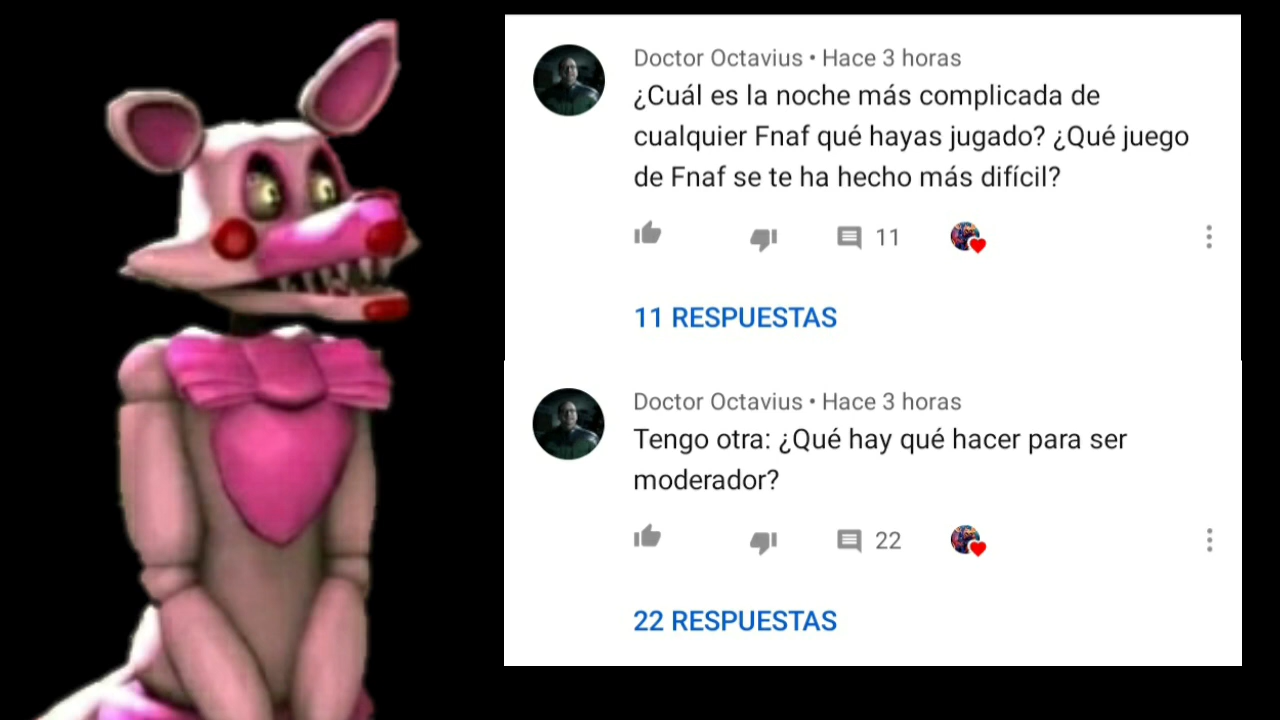 Doctor Octavius • Hace 3 horas
¿Cuál es la noche más complicada de
cualquier Fnaf qué hayas jugado? ¿Qué juego
de Fnaf se te ha hecho más difícil?
11
11 RESPUESTAS
Doctor Octavius • Hace 3 horas
Tengo otra: ¿Qué hay qué hacer para ser
moderador?
22
22 RESPUESTAS